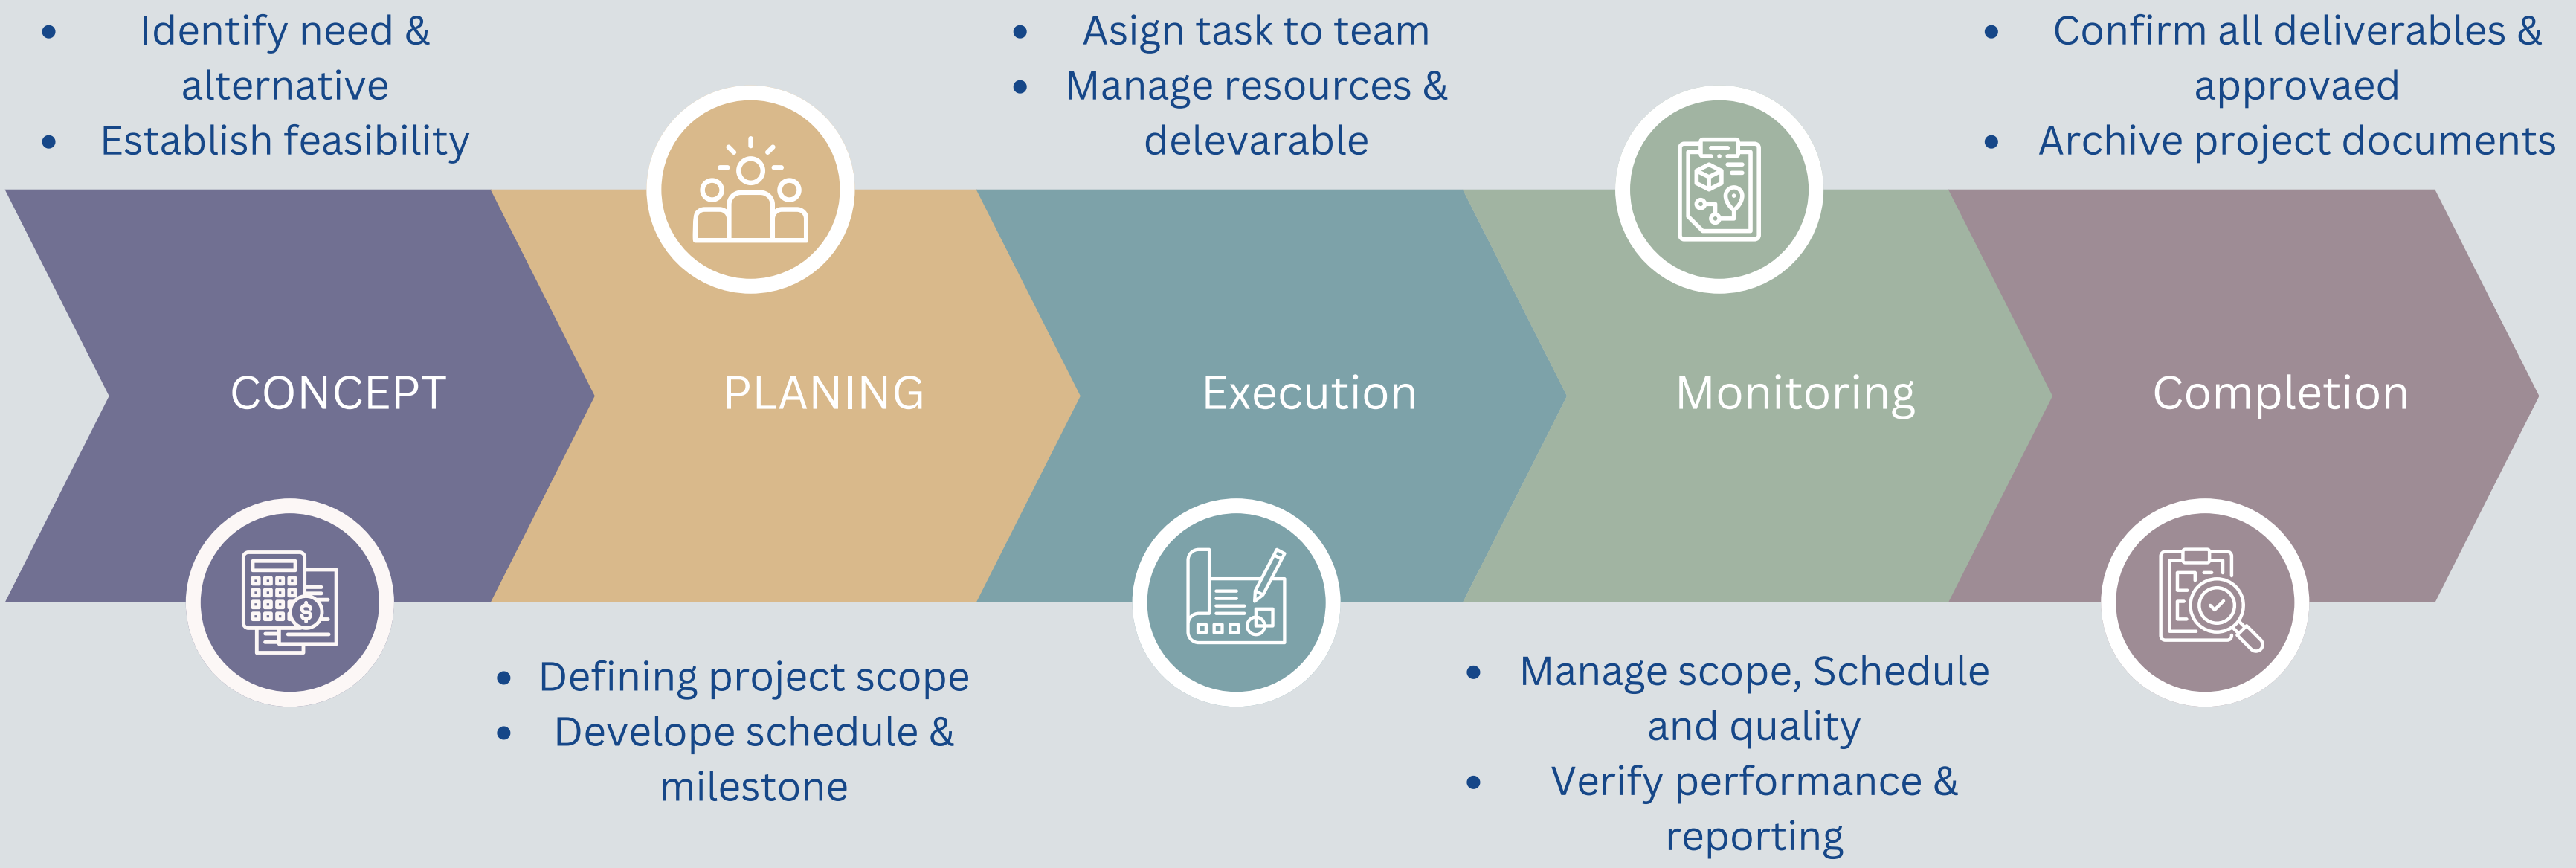 • Identify need &
alternative
• Establish feasibility
• Asign task to team
• Manage resources &
delevarable
• Confirm all deliverables &
approvaed
• Archive project documents
CONCEPT
PLANING
Execution
Monitoring
Completion
$
• Defining project scope
• Develope schedule &
milestone
• Manage scope, Schedule
and quality
• Verify performance &
reporting